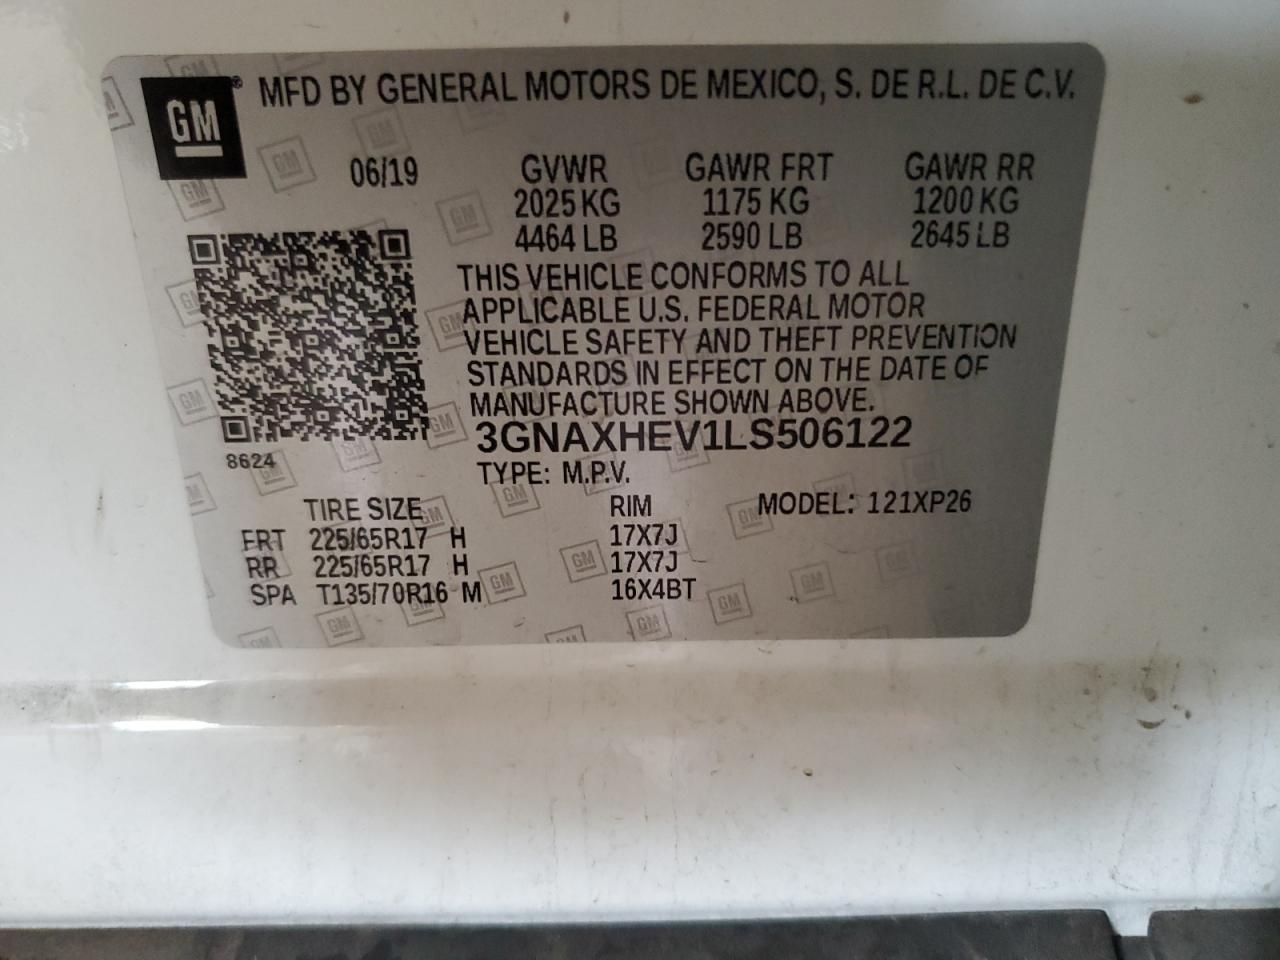 GM® MFD BY GENERAL MOTORS DE MEXICO, S. DE R.L. DE C.V.
06/19 GVWR GAWR FRT GAWR RR
2025 KG 1175 KG 1200 KG
4464 LB 2590 LB 2645 LB
THIS VEHICLE CONFORMS TO ALL
APPLICABLE U.S. FEDERAL MOTOR
VEHICLE SAFETY AND THEFT PREVENTION
STANDARDS IN EFFECT ON THE DATE OF
MANUFACTURE SHOWN ABOVE.
3GNAXHEV1LS506122
8624
TYPE: M.P.V.
TIRE SIZE RIM MODEL: 121XP26
FRT 225/65R17 H 17X7J
RR 225/65R17 H 17X7J
SPA T135/70R16 M 16X4BT